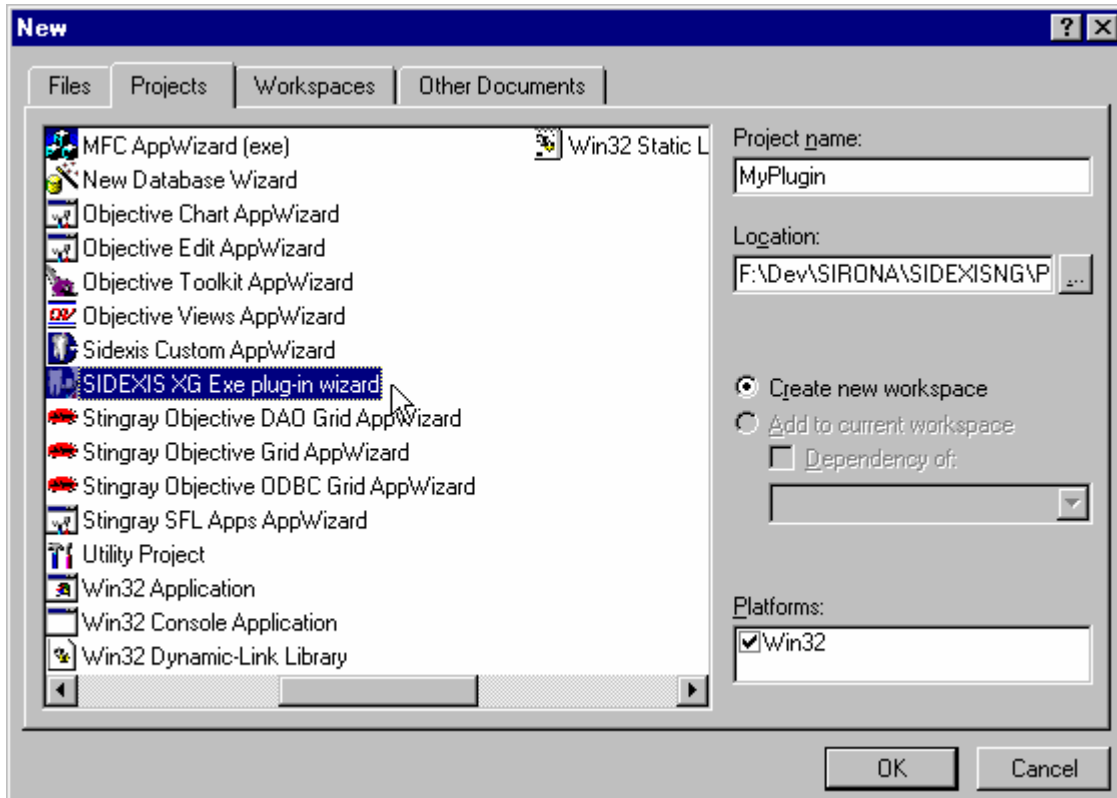 New
Files Projects Workspaces Other Documents
MFC AppWizard (exe)
New Database Wizard
Objective Chart AppWizard
Objective Edit AppWizard
Objective Toolkit AppWizard
Objective Views AppWizard
Sidexis Custom AppWizard
SIDEXIS XG Exe plug-in wizard
Stingray Objective DAO Grid AppWizard
Stingray Objective Grid AppWizard
Stingray Objective ODBC Grid AppWizard
Stingray SFL Apps AppWizard
Utility Project
Win32 Application
Win32 Console Application
Win32 Dynamic-Link Library
Win32 Static L
Project name:
MyPlugin
Location:
F:\Dev\SIRONA\SIDEXISNG\P ...
Create new workspace
Add to current workspace
Dependency of:
Platforms:
Win32
OK Cancel